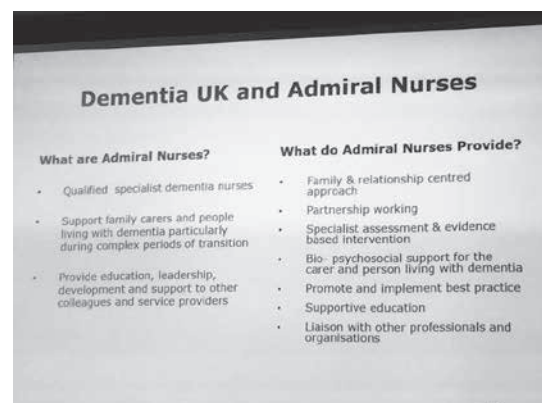 Dementia UK and Admiral Nurses
What are Admiral Nurses?
• Qualified specialist dementia nurses
• Support family carers and people
living with dementia particularly
during complex periods of transition
• Provide education, leadership,
development and support to other
colleagues and service providers
What do Admiral Nurses Provide?
• Family & relationship centred
approach
• Partnership working
• Specialist assessment & evidence
based intervention
• Bio- psychosocial support for the
carer and person living with dementia
• Promote and implement best practice
• Supportive education
• Liaison with other professionals and
organisations